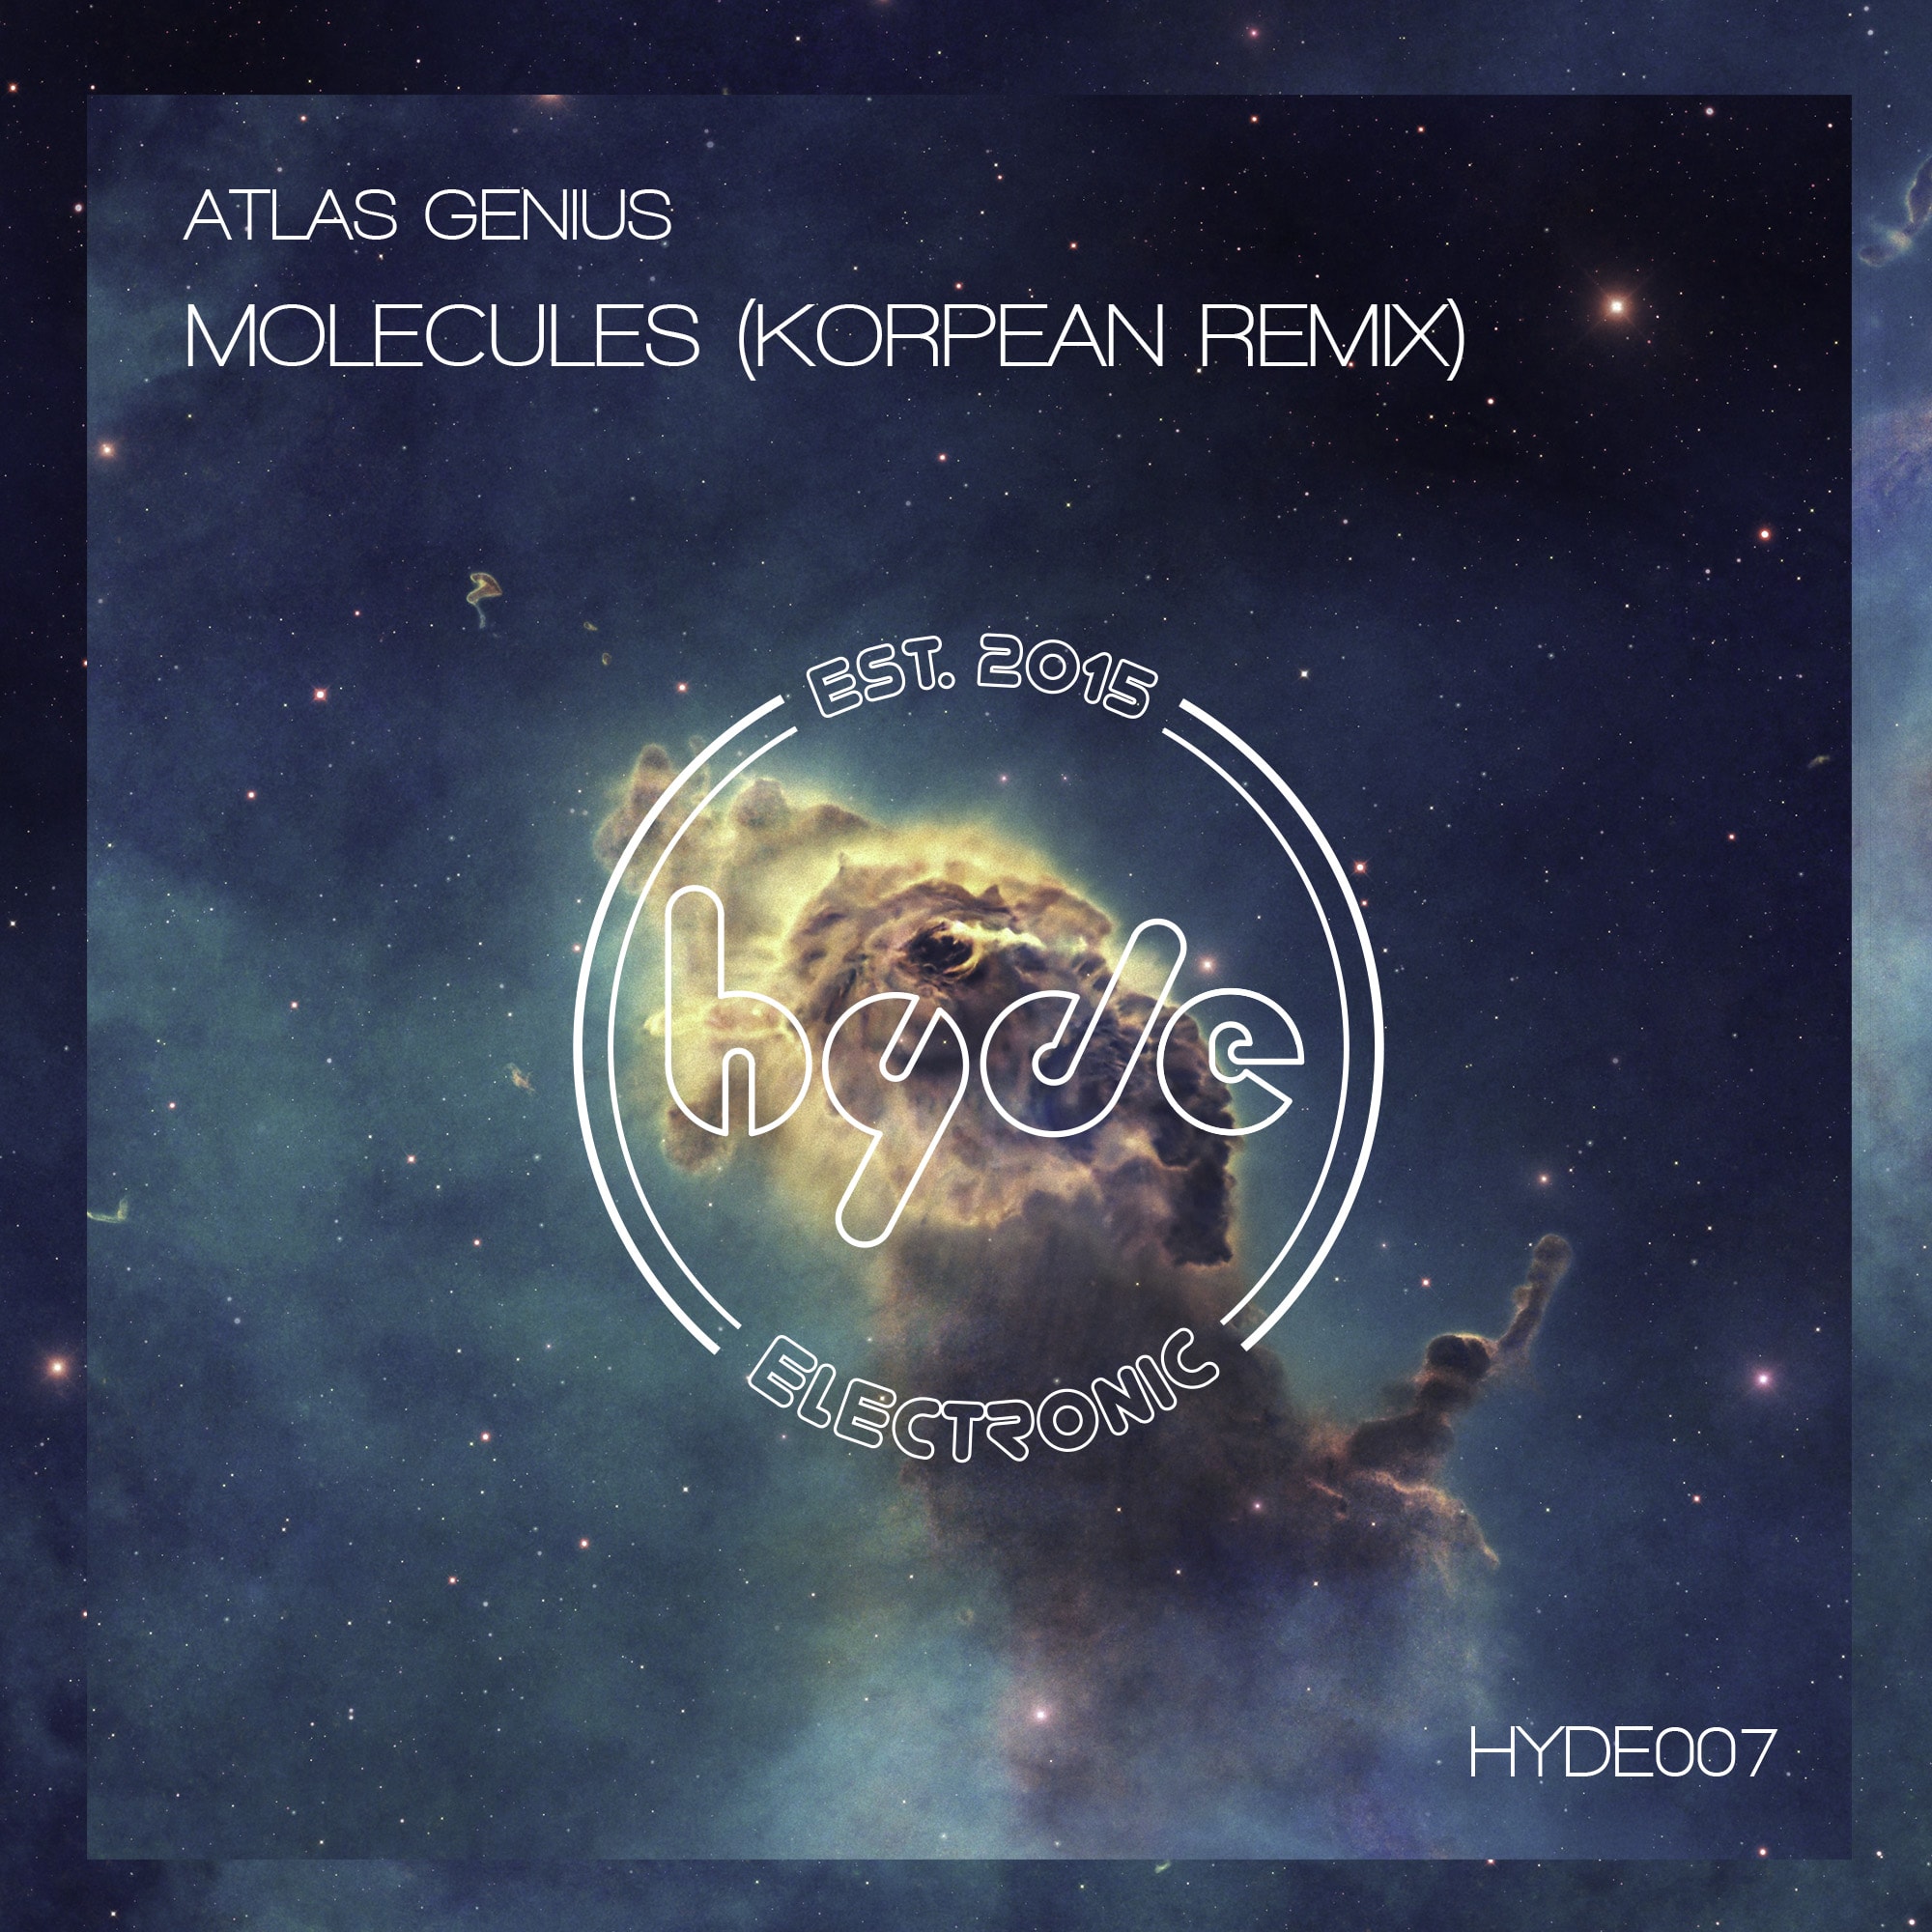 ATLAS GENIUS
MOLECULES (KORPEAN REMIX)
EST. 2015
hyde
ELECTRONIC
HYDE007